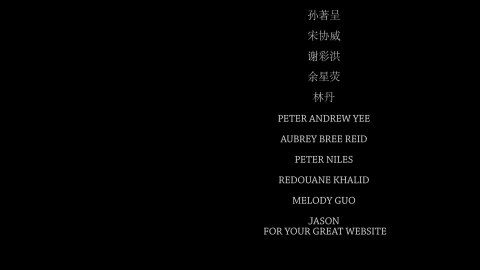 孙著呈
宋协威
谢彩洪
余星荧
林丹
PETER ANDREW YEE
AUBREY BREE REID
PETER NILES
REDOUANE KHALID
MELODY GUO
JASON
FOR YOUR GREAT WEBSITE